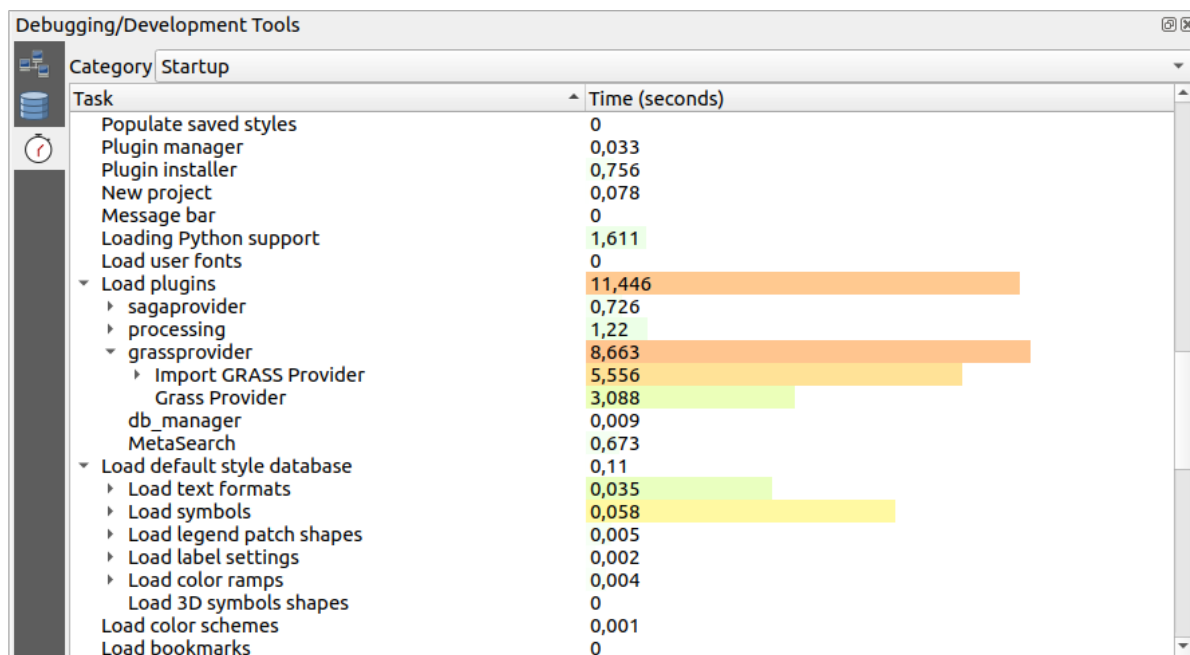 Debugging/Development Tools
Category Startup
Task Time (seconds)
Populate saved styles 0
Plugin manager 0,033
Plugin installer 0,756
New project 0,078
Message bar 0
Loading Python support 1,611
Load user fonts 0
Load plugins 11,446
sagaprovider 0,726
processing 1,22
grassprovider 8,663
Import GRASS Provider 5,556
Grass Provider 3,088
db_manager 0,009
MetaSearch 0,673
Load default style database 0,11
Load text formats 0,035
Load symbols 0,058
Load legend patch shapes 0,005
Load label settings 0,002
Load color ramps 0,004
Load 3D symbols shapes 0
Load color schemes 0,001
Load bookmarks 0